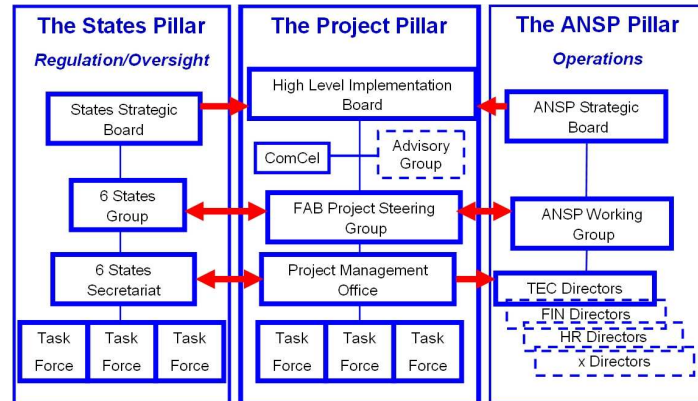 The States Pillar
Regulation/Oversight
States Strategic
Board
6 States
Group
6 States
Secretariat
Task
Force
Task
Force
Task
Force
The Project Pillar
High Level Implementation
Board
ComCel
Advisory
Group
FAB Project Steering
Group
Project Management
Office
Task
Force
Task
Force
Task
Force
The ANSP Pillar
Operations
ANSP Strategic
Board
ANSP Working
Group
TEC Directors
FIN Directors
HR Directors
x Directors